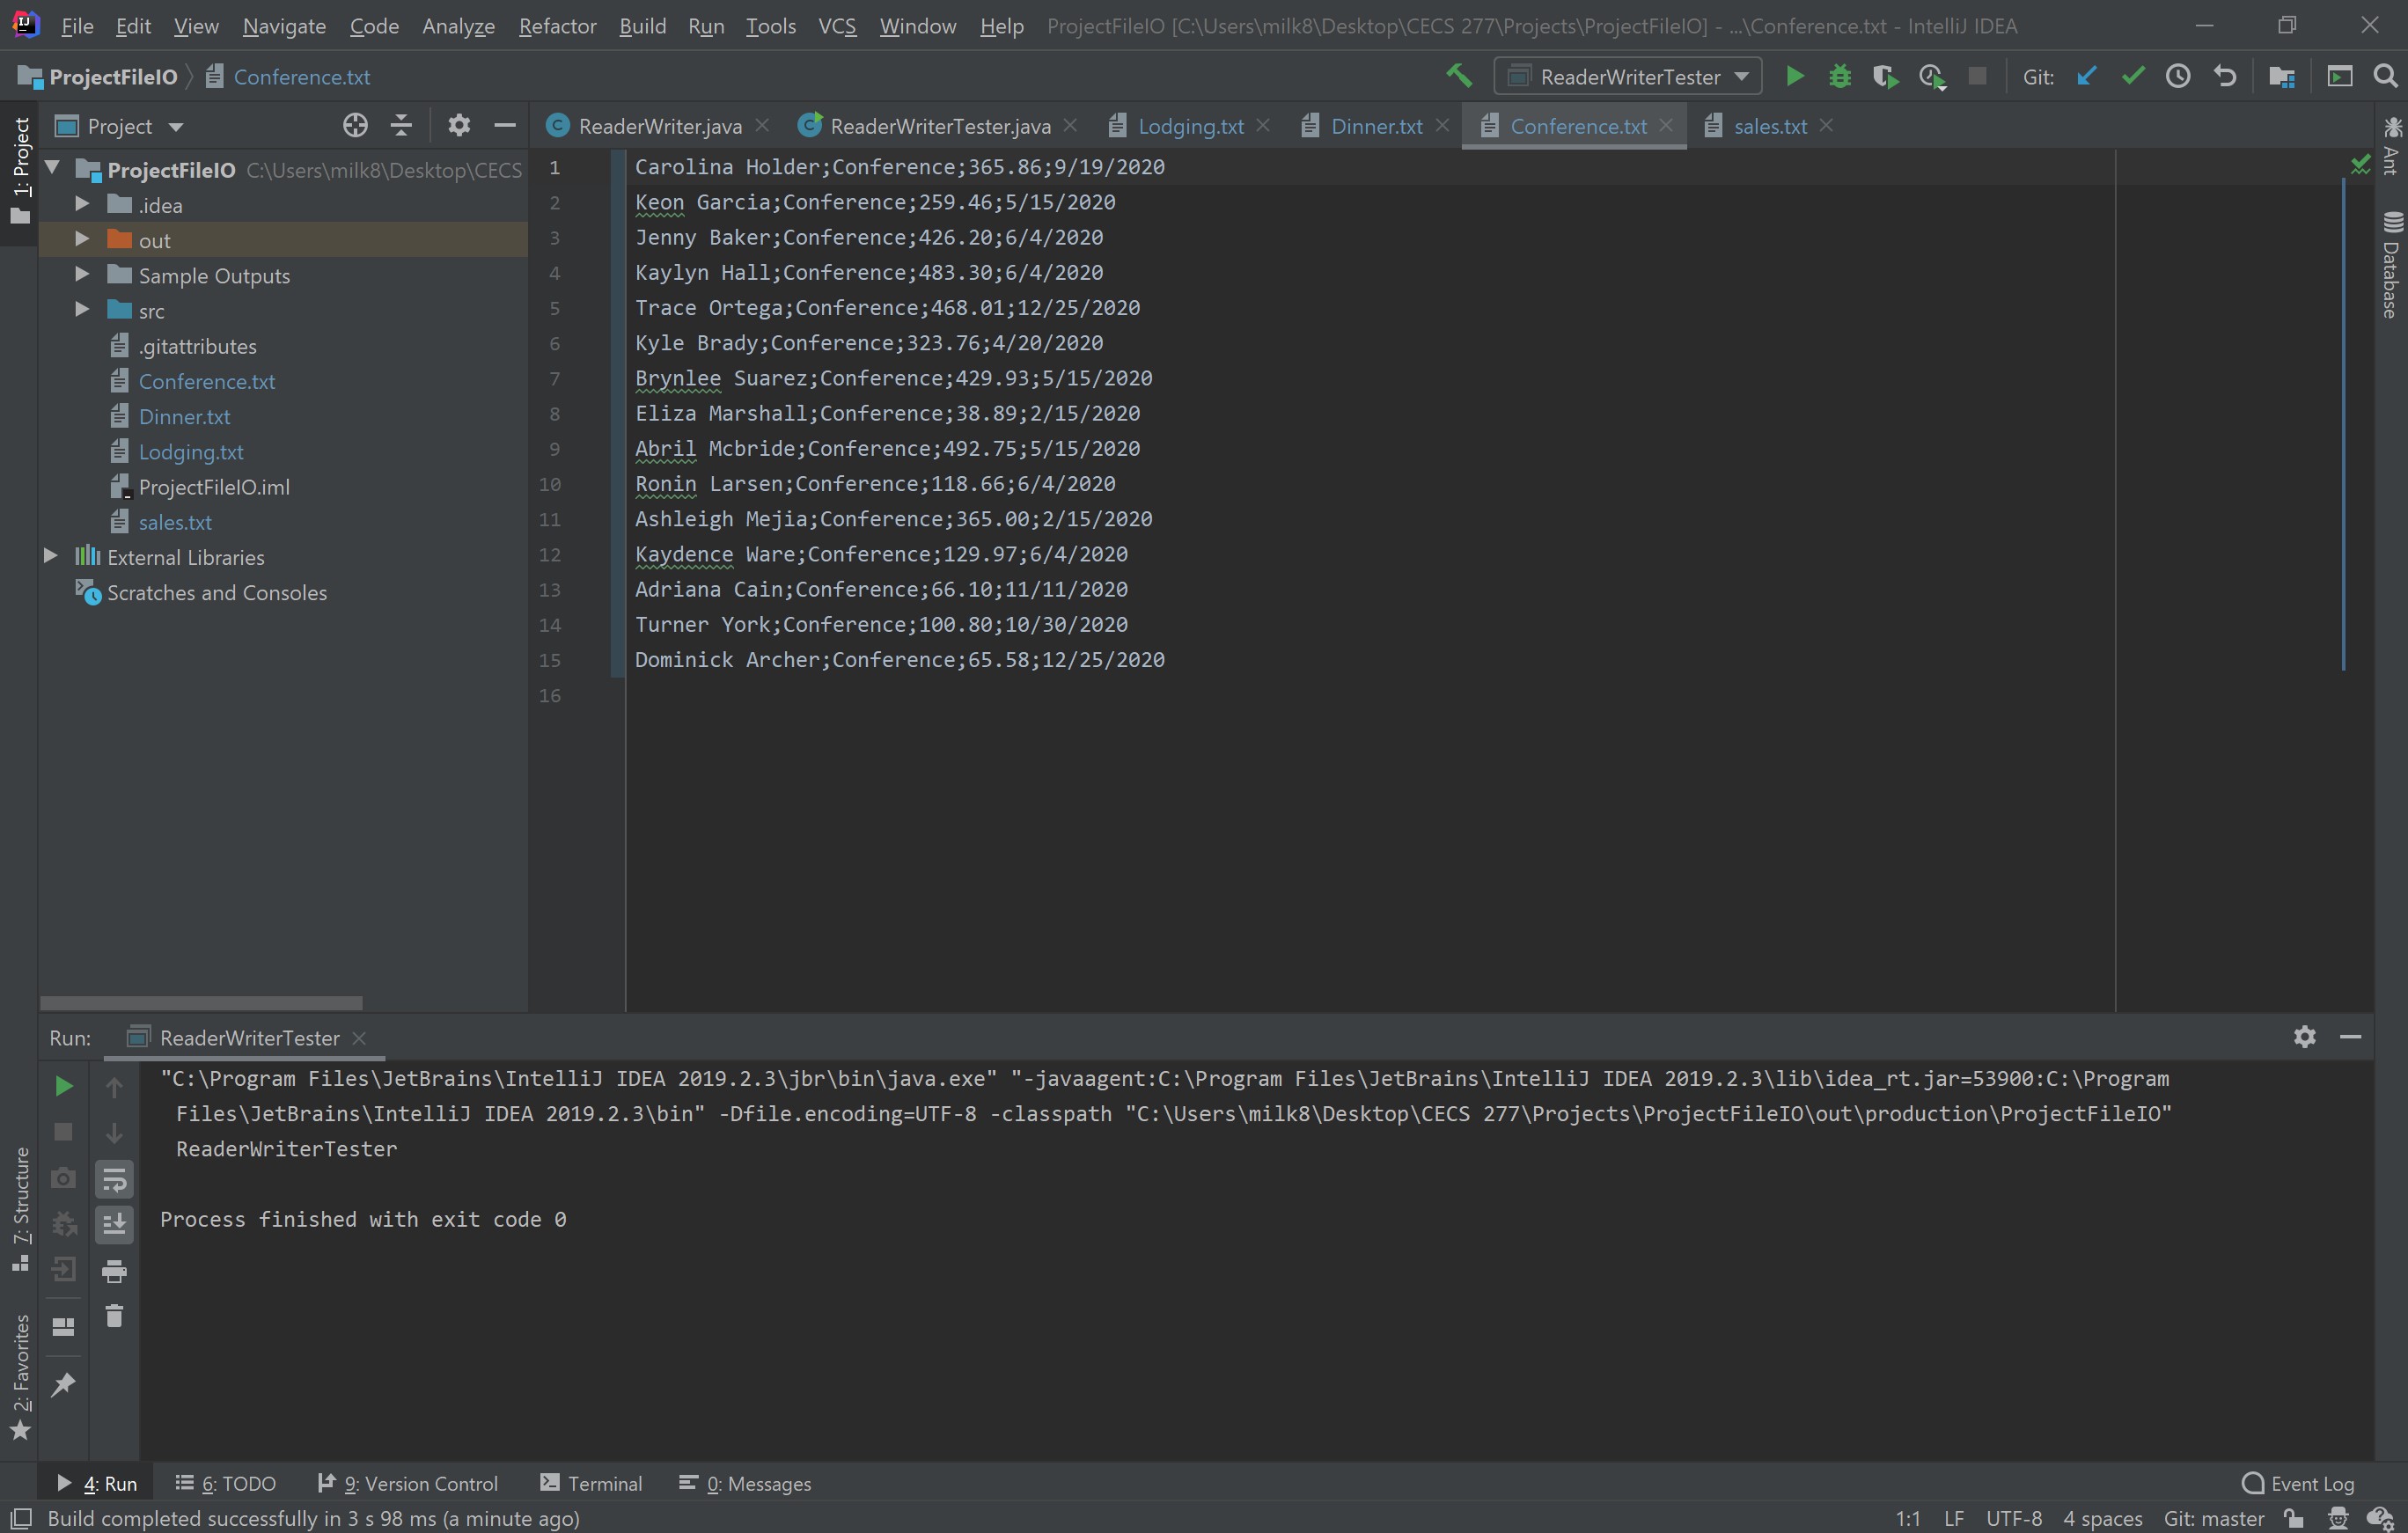 File Edit View Navigate Code Analyze Refactor Build Run Tools VCS Window Help ProjectFileIO [C:\Users\milk8\Desktop\CECS 277\Projects\ProjectFileIO] - ...\Conference.txt - IntelliJ IDEA
ProjectFileIO Conference.txt ReaderWriterTester Git:
1: Project
Project
ReaderWriter.java ReaderWriterTester.java Lodging.txt Dinner.txt Conference.txt sales.txt
ProjectFileIO C:\Users\milk8\Desktop\CECS
.idea
out
Sample Outputs
src
.gitattributes
Conference.txt
Dinner.txt
Lodging.txt
ProjectFileIO.iml
sales.txt
External Libraries
Scratches and Consoles
1 Carolina Holder;Conference;365.86;9/19/2020
2 Keon Garcia;Conference;259.46;5/15/2020
3 Jenny Baker;Conference;426.20;6/4/2020
4 Kaylyn Hall;Conference;483.30;6/4/2020
5 Trace Ortega;Conference;468.01;12/25/2020
6 Kyle Brady;Conference;323.76;4/20/2020
7 Brynlee Suarez;Conference;429.93;5/15/2020
8 Eliza Marshall;Conference;38.89;2/15/2020
9 Abril Mcbride;Conference;492.75;5/15/2020
10 Ronin Larsen;Conference;118.66;6/4/2020
11 Ashleigh Mejia;Conference;365.00;2/15/2020
12 Kaydence Ware;Conference;129.97;6/4/2020
13 Adriana Cain;Conference;66.10;11/11/2020
14 Turner York;Conference;100.80;10/30/2020
15 Dominick Archer;Conference;65.58;12/25/2020
16
Ant
Database
Run: ReaderWriterTester
"C:\Program Files\JetBrains\IntelliJ IDEA 2019.2.3\jbr\bin\java.exe" "-javaagent:C:\Program Files\JetBrains\IntelliJ IDEA 2019.2.3\lib\idea_rt.jar=53900:C:\Program
Files\JetBrains\IntelliJ IDEA 2019.2.3\bin" -Dfile.encoding=UTF-8 -classpath "C:\Users\milk8\Desktop\CECS 277\Projects\ProjectFileIO\out\production\ProjectFileIO"
ReaderWriterTester
Process finished with exit code 0
7: Structure
2: Favorites
4: Run 6: TODO 9: Version Control Terminal 0: Messages Event Log
Build completed successfully in 3 s 98 ms (a minute ago) 1:1 LF UTF-8 4 spaces Git: master